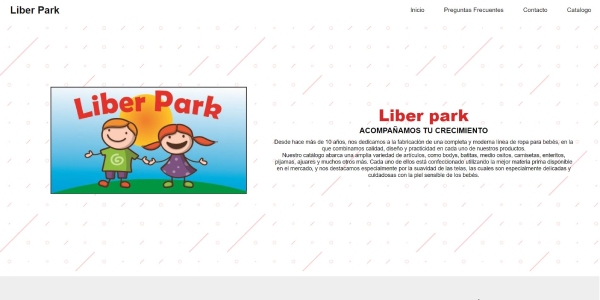 Liber Park
Inicio
Preguntas Frecuentes
Contacto
Catalogo
Liber Park
Liber park
ACOMPAÑAMOS TU CRECIMIENTO
Desde hace más de 10 años, nos dedicamos a la fabricación de una completa y moderna línea de ropa para bebés, en la
que combinamos calidad, diseño y practicidad en cada uno de nuestros productos.
Nuestro catálogo abarca una amplia variedad de artículos, como bodys, batitas, medio ositos, camisetas, enteritos,
pijamas, ajuares y muchos otros más. Cada uno de ellos está confeccionado utilizando la mejor materia prima disponible
en el mercado, y nos destacamos especialmente por la suavidad de las telas, las cuales son especialmente delicadas y
cuidadosas con la piel sensible de los bebés.